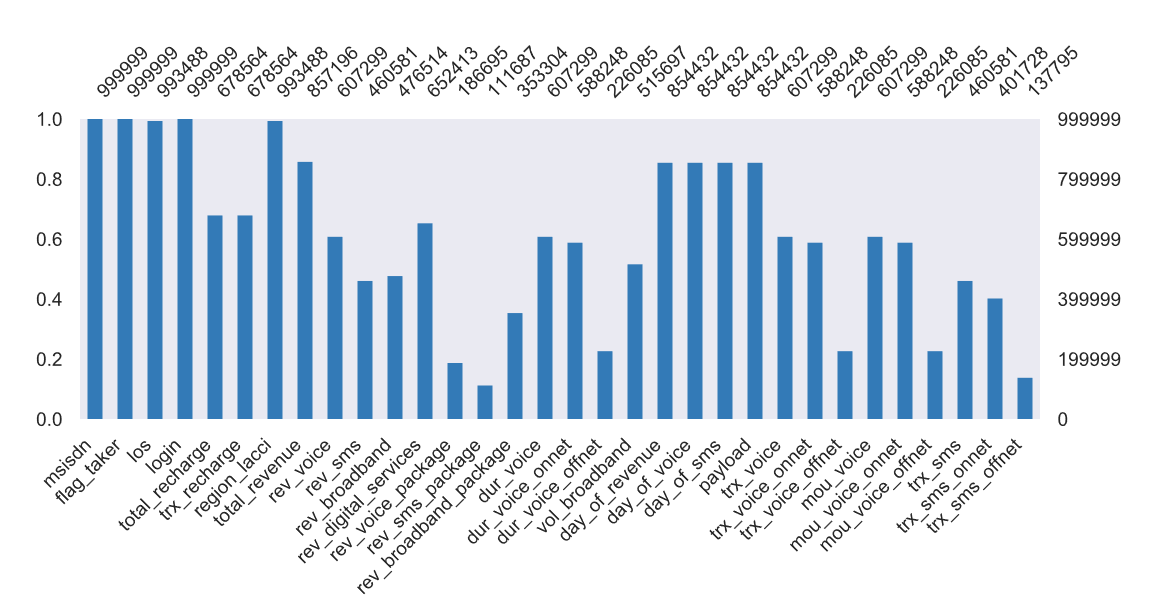 999999
999999
993488
999999
678564
678564
993488
857196
607299
460581
476514
652413
186695
111687
353304
607299
588248
226085
515697
854432
854432
854432
854432
607299
588248
226085
607299
588248
226085
460581
401728
137795
1.0
999999
0.8
799999
0.6
599999
0.4
399999
0.2
199999
0.0
0
msisdn
flag_taker
los
login
total_recharge
trx_recharge
region_lacci
total_revenue
rev_voice
rev_sms
rev_broadband
rev_digital_services
rev_voice_package
rev_sms_package
rev_broadband_package
dur_voice
dur_voice_onnet
dur_voice_offnet
vol_broadband
day_of_revenue
day_of_voice
day_of_sms
payload
trx_voice
trx_voice_onnet
trx_voice_offnet
mou_voice
mou_voice_onnet
mou_voice_offnet
trx_sms
trx_sms_onnet
trx_sms_offnet